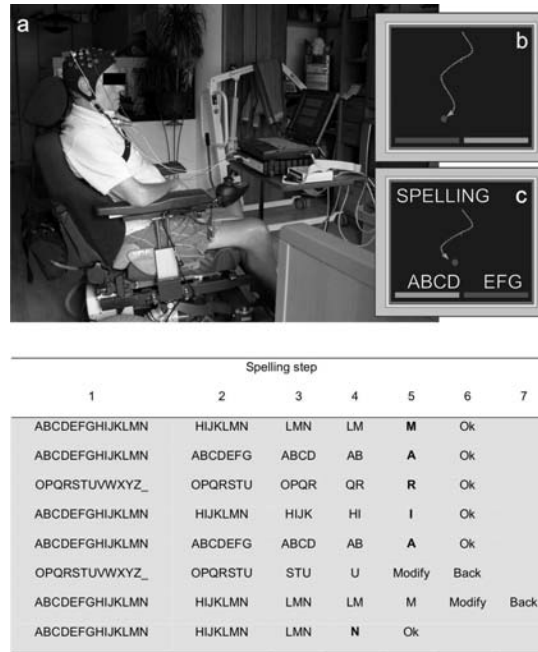 a
b
SPELLING c
ABCD EFG
Spelling step
1 2 3 4 5 6 7
ABCDEFGHIJKLMN HIJKLMN LMN LM M Ok
ABCDEFGHIJKLMN ABCDEFG ABCD AB A Ok
OPQRSTUVWXYZ_ OPQRSTU OPQR QR R Ok
ABCDEFGHIJKLMN HIJKLMN HIJK HI I Ok
ABCDEFGHIJKLMN ABCDEFG ABCD AB A Ok
OPQRSTUVWXYZ_ OPQRSTU STU U Modify Back
ABCDEFGHIJKLMN HIJKLMN LMN LM M Modify Back
ABCDEFGHIJKLMN HIJKLMN LMN N Ok